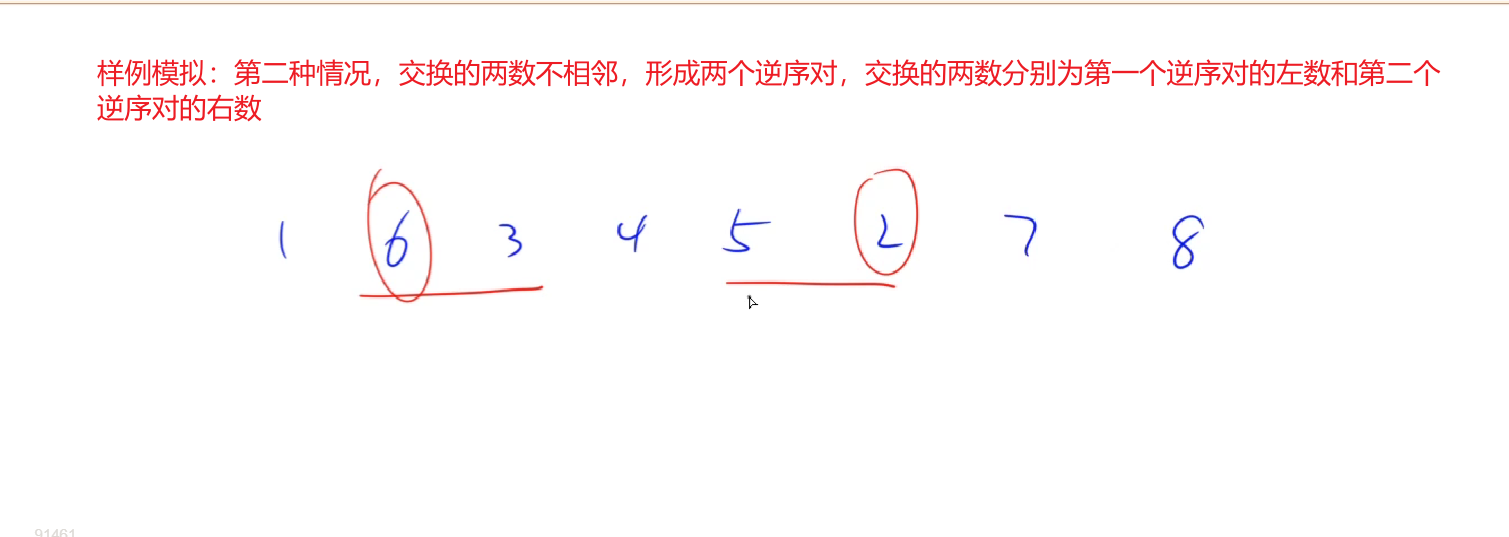 样例模拟：第二种情况，交换的两数不相邻，形成两个逆序对，交换的两数分别为第一个逆序对的左数和第二个
逆序对的右数
1 6 3 4 5 2 7 8
91461